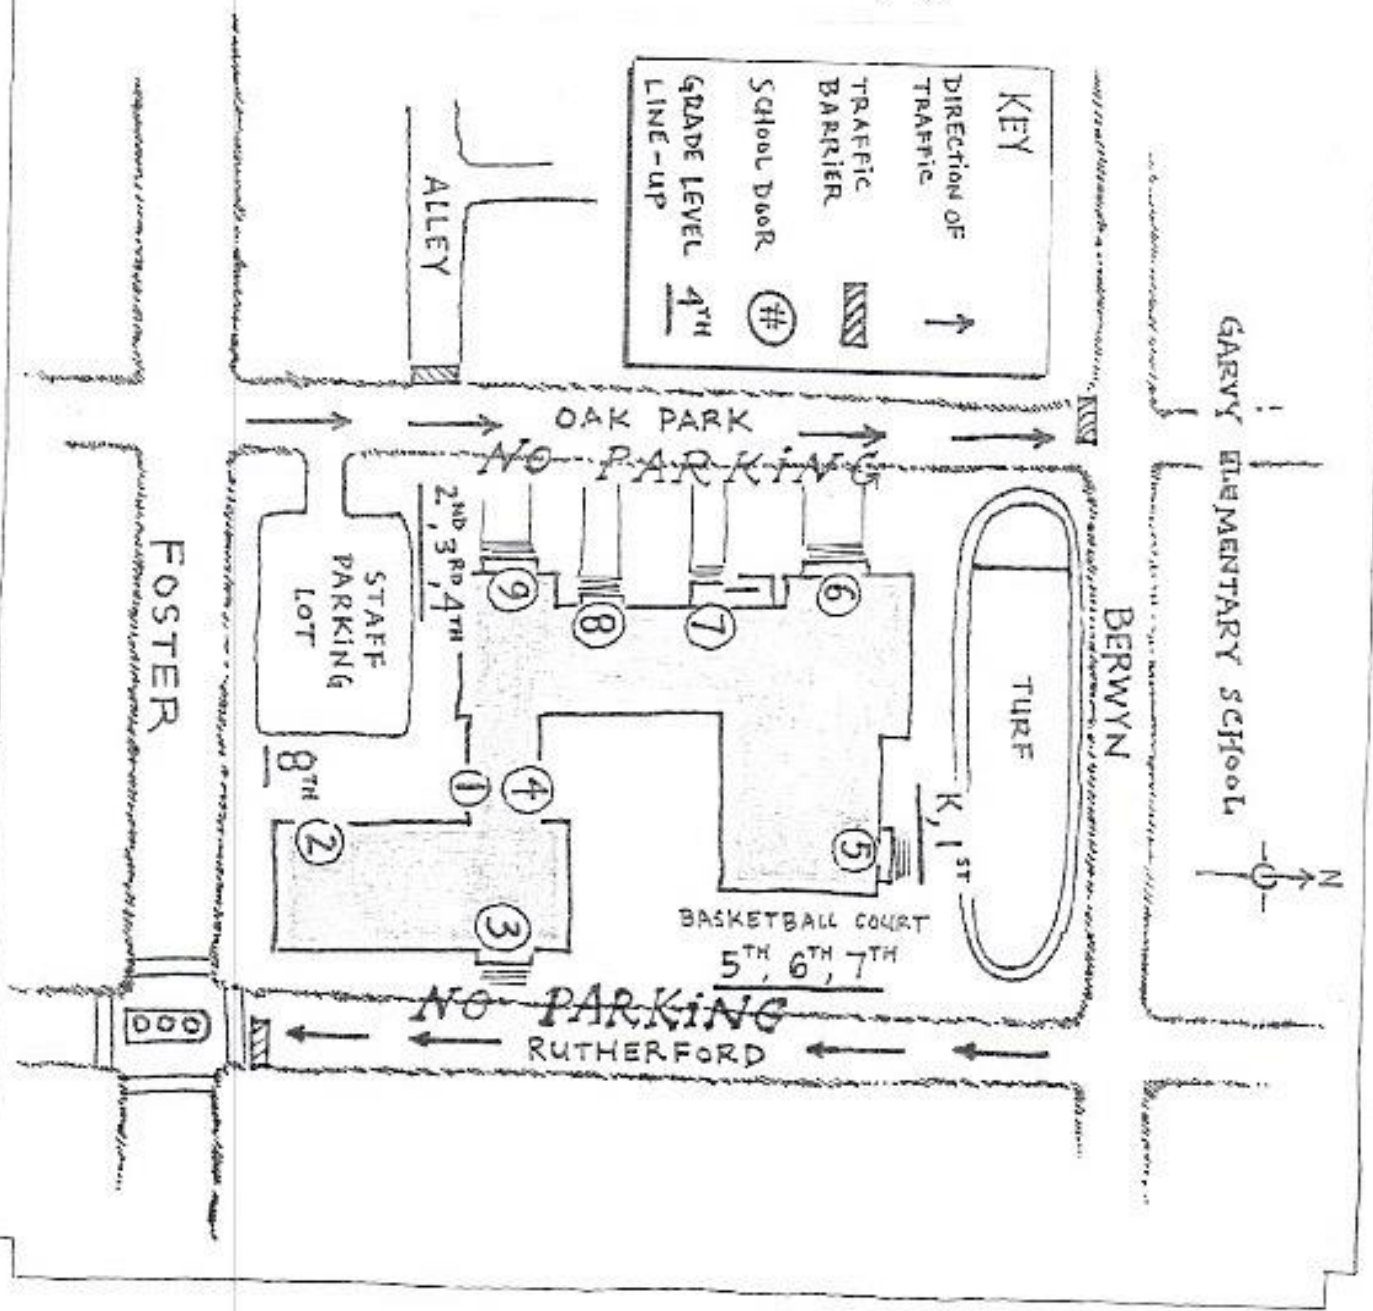 GARVY ELEMENTARY SCHOOL
N
KEY
DIRECTION OF
TRAFFIC
TRAFFIC
BARRIER
SCHOOL DOOR
#
GRADE LEVEL
LINE-UP
4TH
ALLEY
BERWYN
TURF
K, 1ST
OAK PARK
NO PARKING
6
7
8
9
5
4
1
2
3
2ND, 3RD, 4TH
STAFF
PARKING
LOT
8TH
BASKETBALL COURT
5TH, 6TH, 7TH
NO PARKING
RUTHERFORD
FOSTER